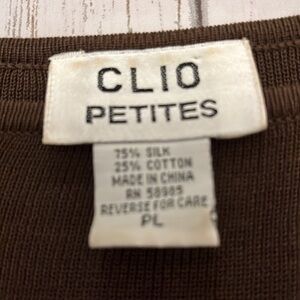 CLIO
PETITES
75% SILK
25% COTTON
MADE IN CHINA
RN 58985
REVERSE FOR CARE
PL